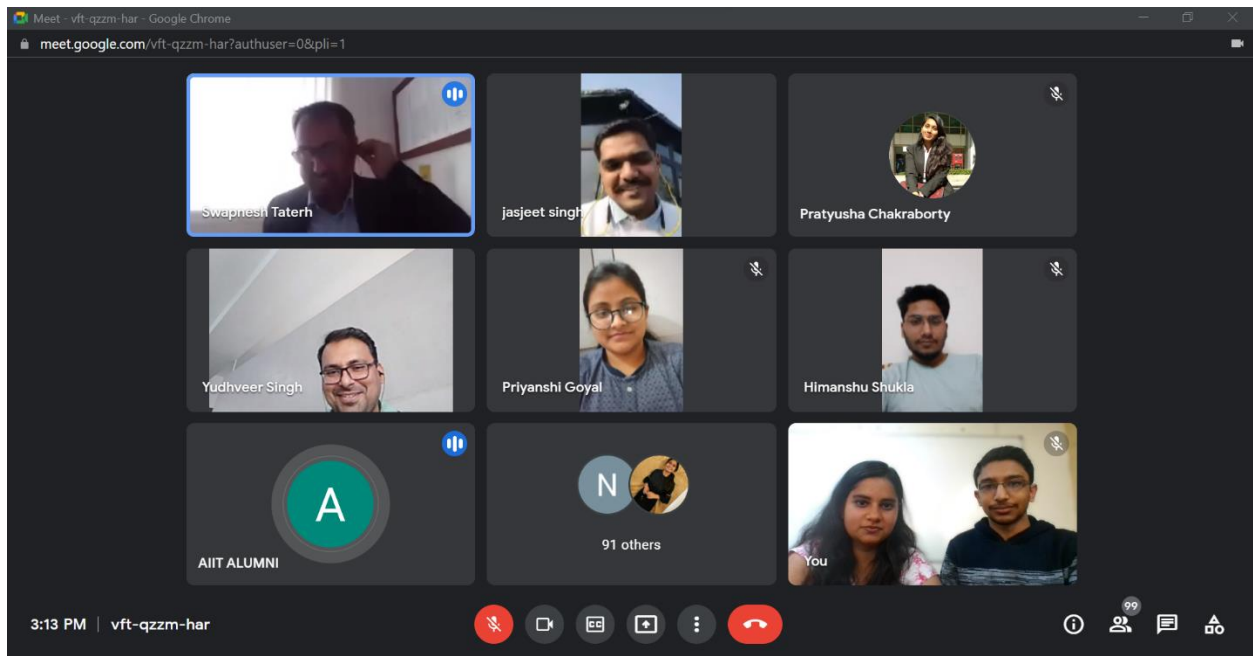 Meet - vft-qzzm-har - Google Chrome
meet.google.com/vft-qzzm-har?authuser=0&pli=1
Swapnesh Taterh
jasjeet singh
Pratyusha Chakraborty
Yudhveer Singh
Priyanshi Goyal
Himanshu Shukla
A
AIIT ALUMNI
N
91 others
You
3:13 PM | vft-qzzm-har
CC
99